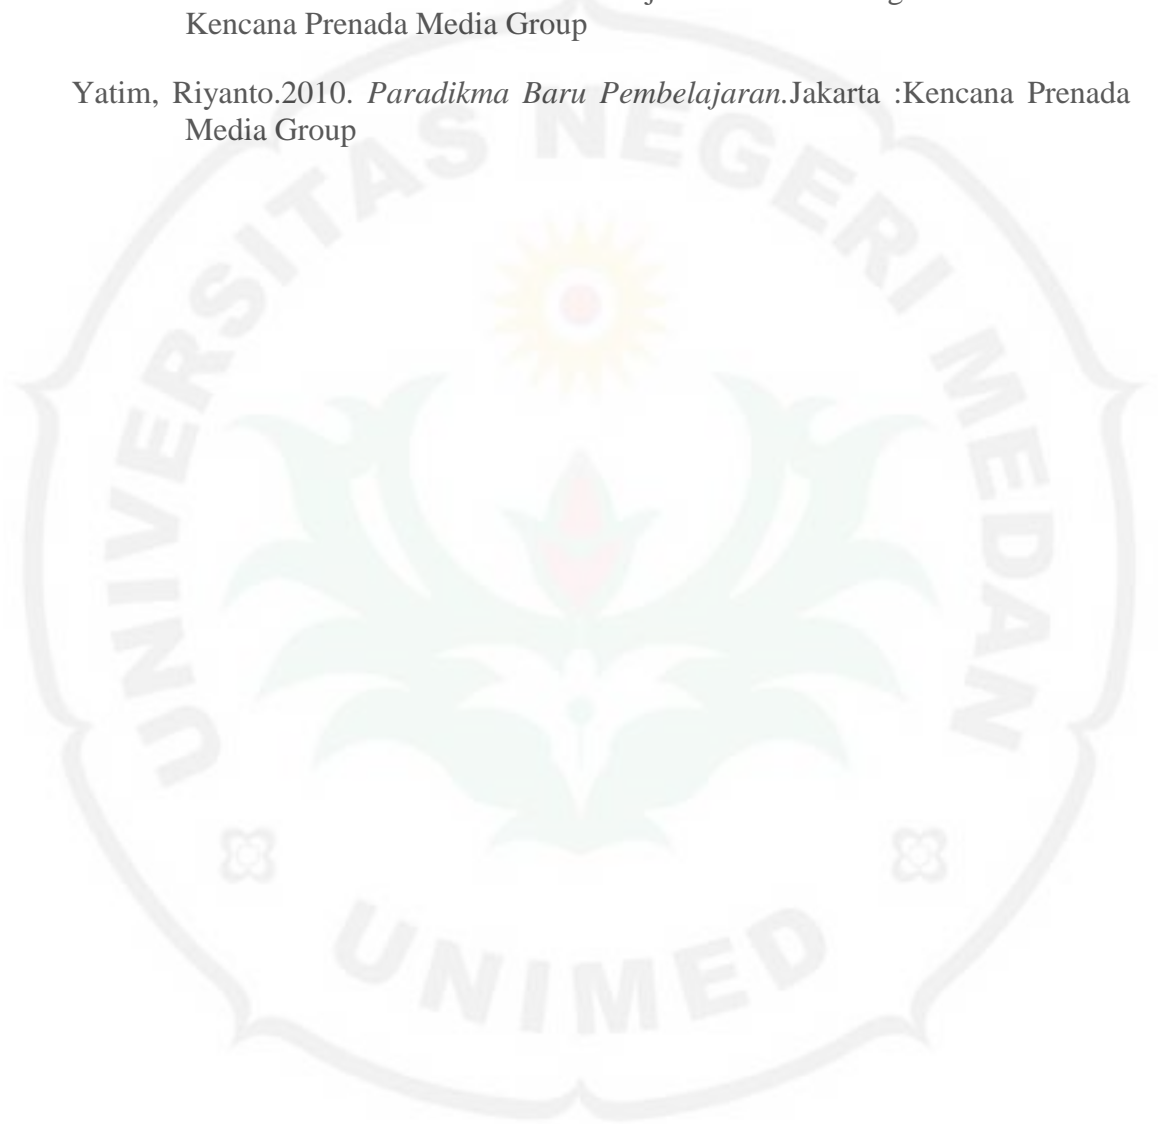 Kencana Prenada Media Group
Yatim, Riyanto.2010. Paradikma Baru Pembelajaran.Jakarta :Kencana Prenada
Media Group
UNIVERSITAS NEGERI MEDAN
UNIMED